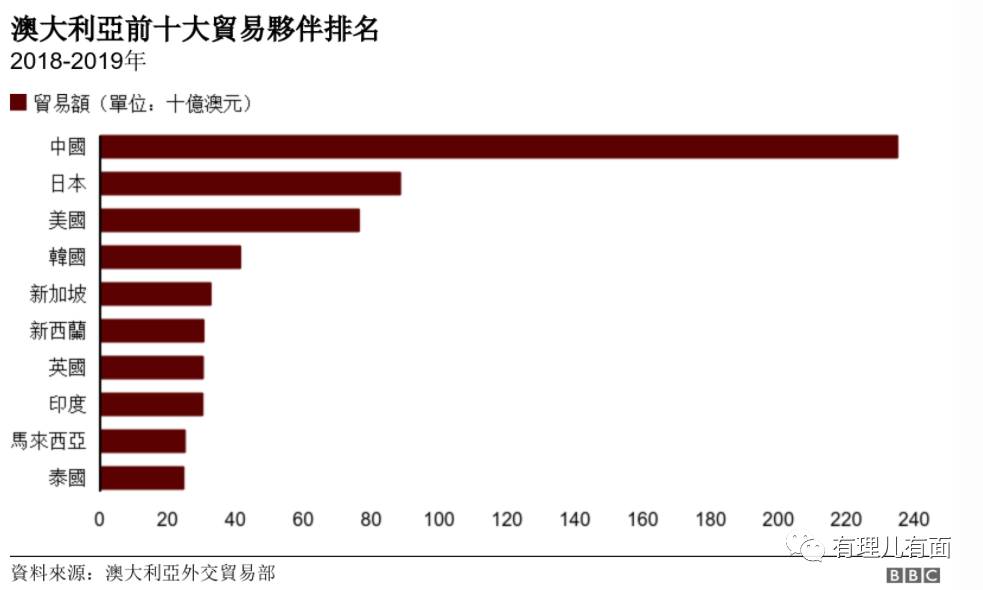 澳大利亞前十大貿易夥伴排名
2018-2019年
貿易額（單位：十億澳元）
中國
日本
美國
韓國
新加坡
新西蘭
英國
印度
馬來西亞
泰國
0 20 40 60 80 100 120 140 160 180 200 220 240
有理儿有面
資料來源：澳大利亞外交貿易部
BBC